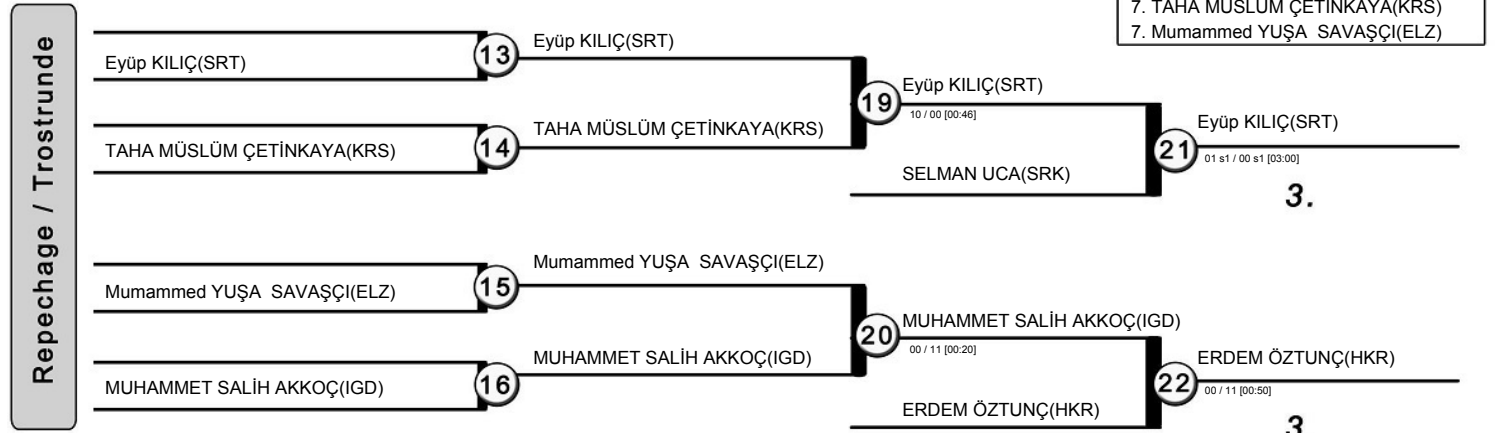 7. TAHA MÜSLÜM ÇETİNKAYA(KRS)
7. Mumammed YUŞA  SAVAŞÇI(ELZ)
Repechage / Trostrunde
Eyüp KILIÇ(SRT)
13
Eyüp KILIÇ(SRT)
TAHA MÜSLÜM ÇETİNKAYA(KRS)
14
TAHA MÜSLÜM ÇETİNKAYA(KRS)
19
Eyüp KILIÇ(SRT)
10 / 00 [00:46]
SELMAN UCA(SRK)
21
Eyüp KILIÇ(SRT)
01 s1 / 00 s1 [03:00]
3.
Mumammed YUŞA  SAVAŞÇI(ELZ)
15
Mumammed YUŞA  SAVAŞÇI(ELZ)
MUHAMMET SALİH AKKOÇ(IGD)
16
MUHAMMET SALİH AKKOÇ(IGD)
20
MUHAMMET SALİH AKKOÇ(IGD)
00 / 11 [00:20]
ERDEM ÖZTUNÇ(HKR)
22
ERDEM ÖZTUNÇ(HKR)
00 / 11 [00:50]
3